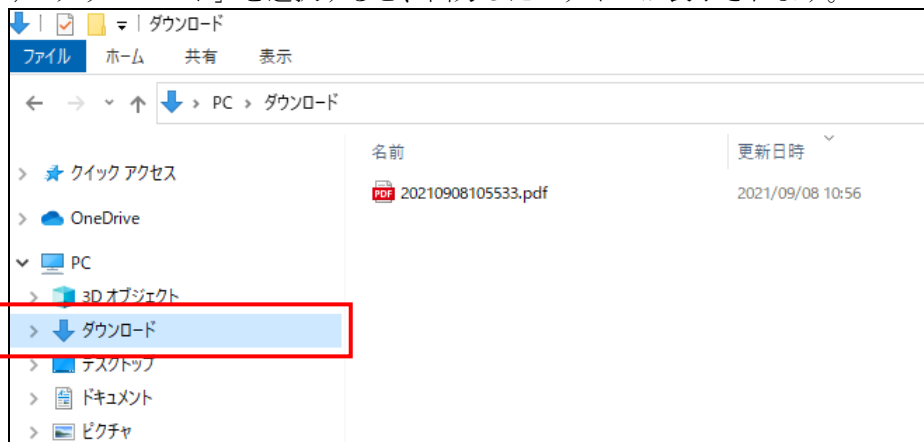 ダウンロード
ファイル ホーム 共有 表示
PC ダウンロード
名前 更新日時
クイック アクセス
PDF 20210908105533.pdf 2021/09/08 10:56
OneDrive
PC
3D オブジェクト
ダウンロード
デスクトップ
ドキュメント
ピクチャ